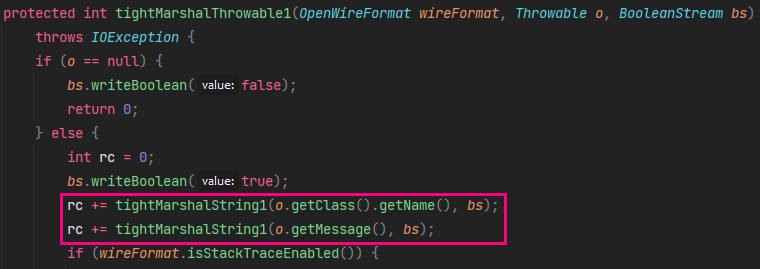 protected int tightMarshalThrowable1(OpenWireFormat wireFormat, Throwable o, BooleanStream bs)
throws IOException {
if (o == null) {
bs.writeBoolean( value: false);
return 0;
} else {
int rc = 0;
bs.writeBoolean( value: true);
rc += tightMarshalString1(o.getClass().getName(), bs);
rc += tightMarshalString1(o.getMessage(), bs);
if (wireFormat.isStackTraceEnabled()) {